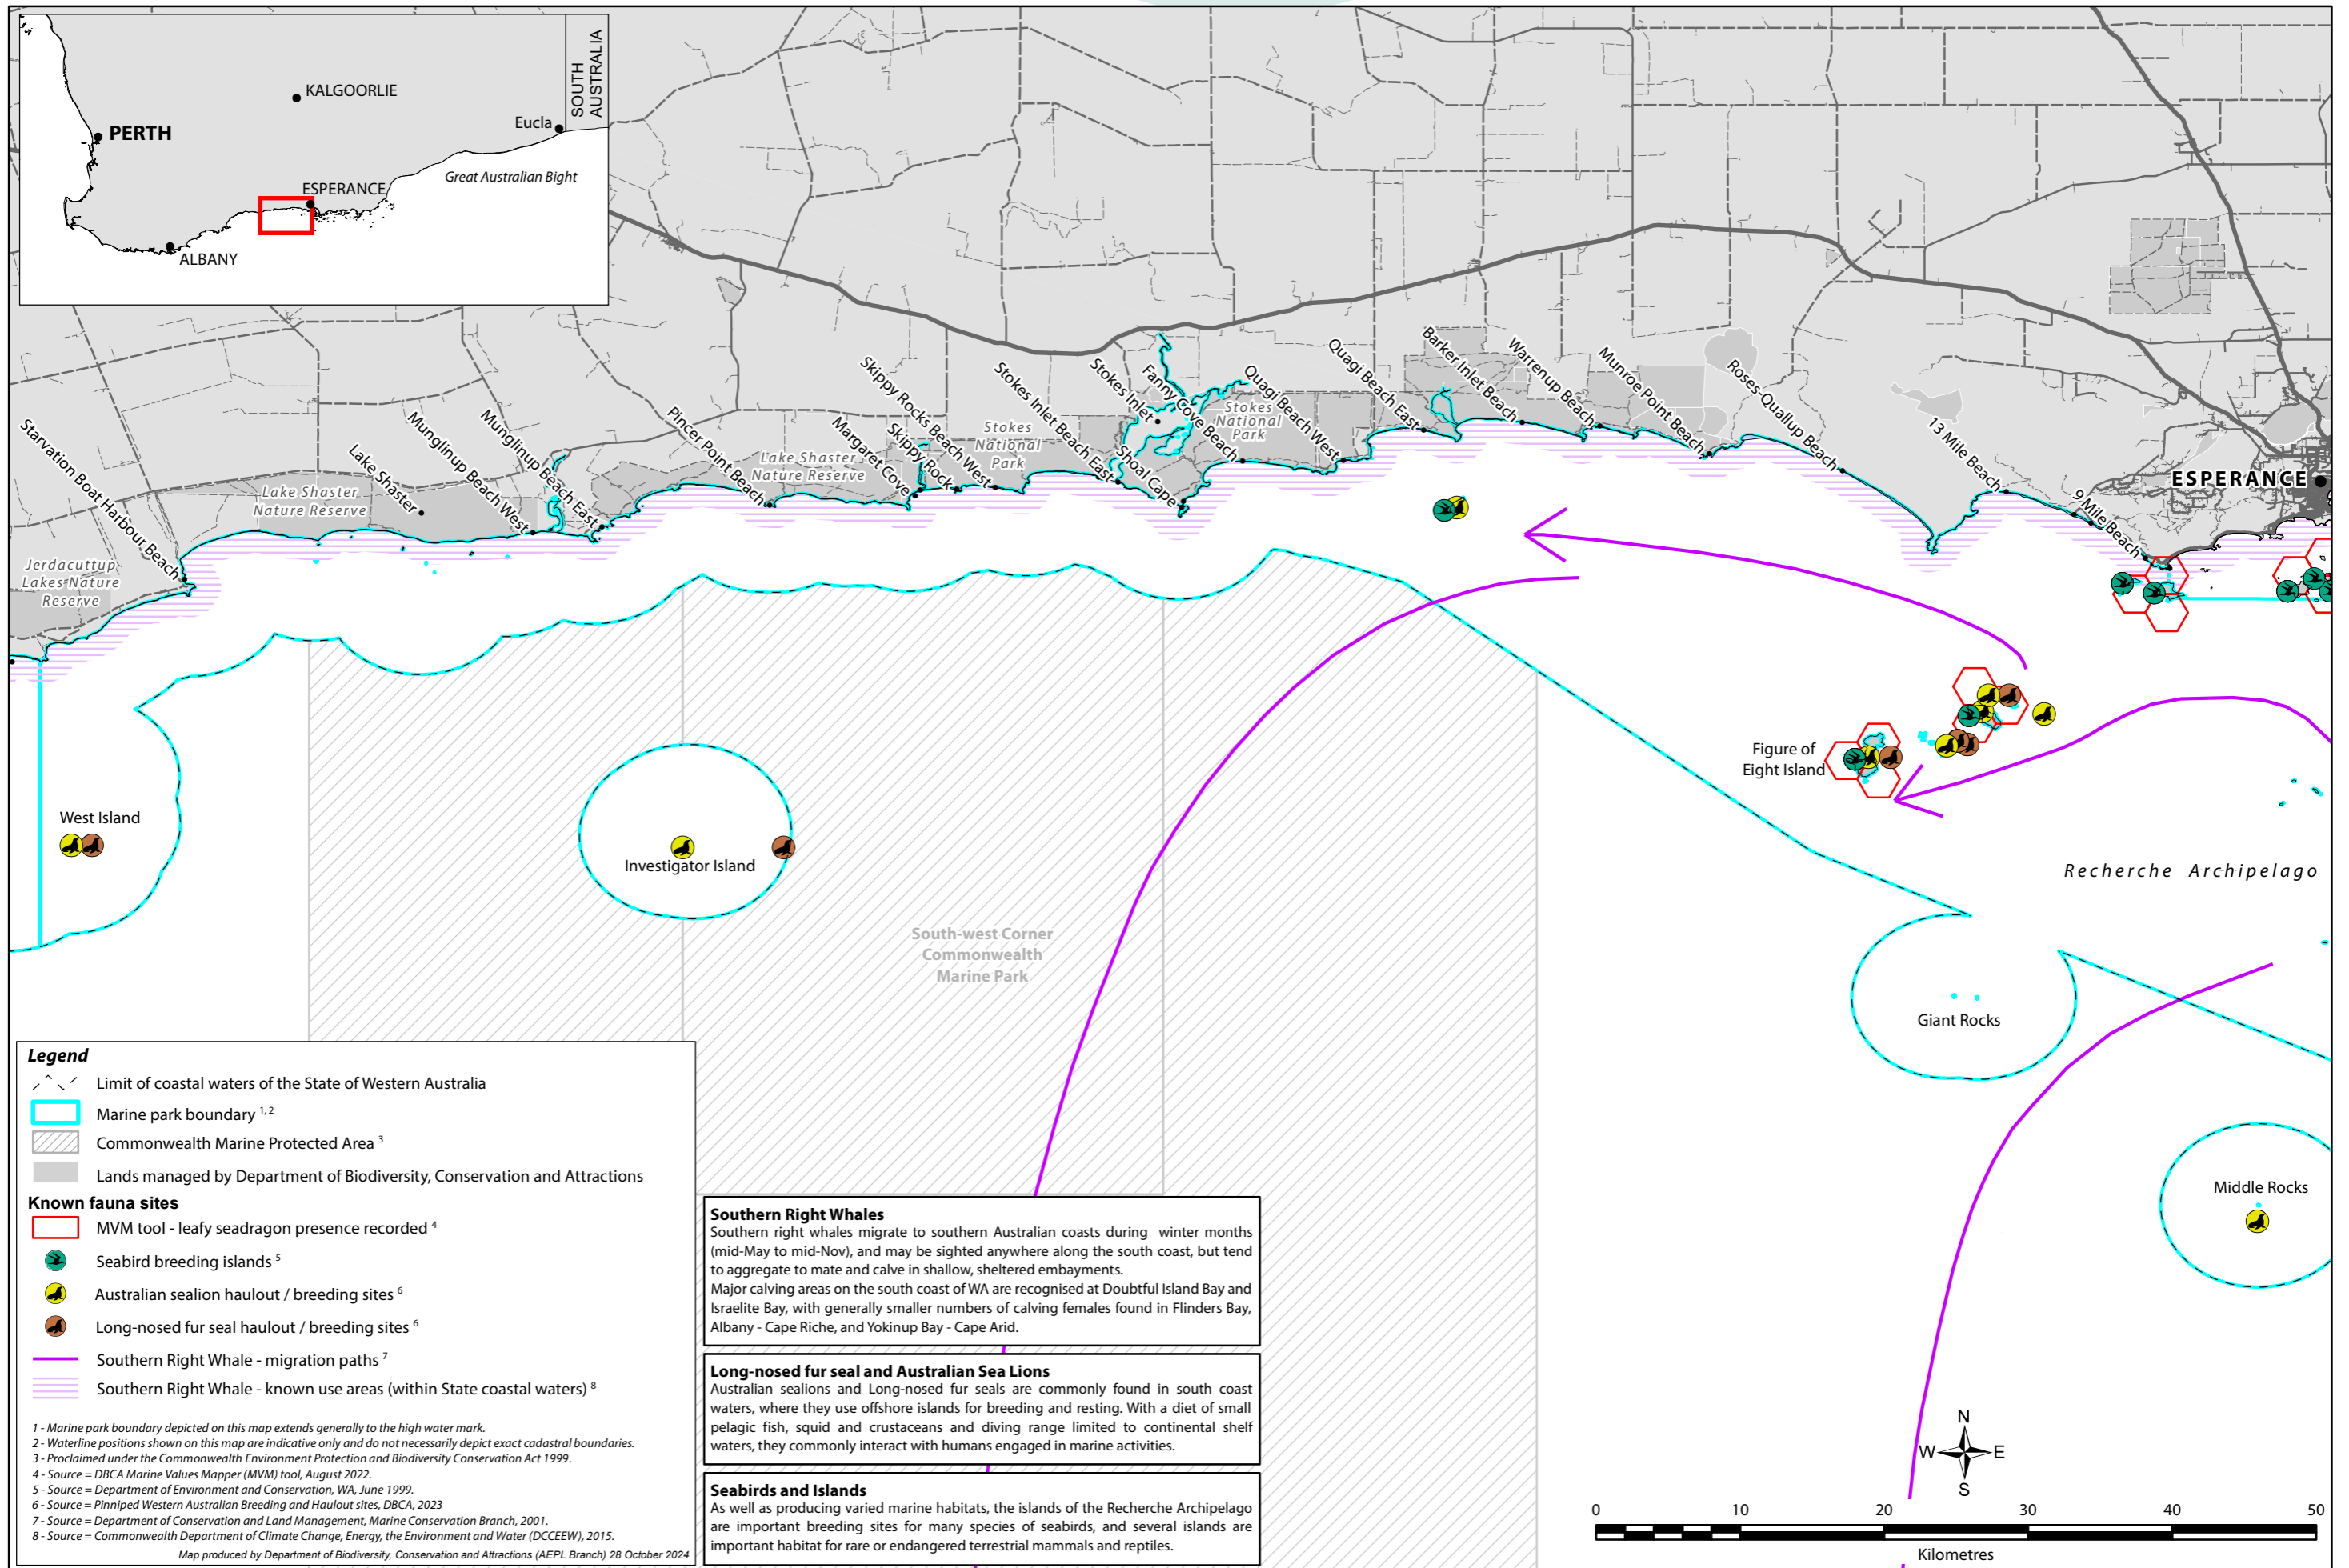 KALGOORLIE
SOUTH
AUSTRALIA
Eucla
PERTH
Great Australian Bight
ESPERANCE
ALBANY
Starvation Boat Harbour Beach
Jerdacuttup
Lakes Nature
Reserve
Lake Shaster
Nature Reserve
Lake Shaster
Munglinup Beach West
Munglinup Beach East
Pincer Point Beach
Lake Shaster
Nature Reserve
Margaret Cove
Skippy Rock
Skippy Rocks Beach West
Stokes
National
Park
Stokes Inlet Beach East
Stokes Inlet
Shoal Cape
Fanny Cove Beach
Stokes
National
Park
Quagi Beach West
Quagi Beach East
Barker Inlet Beach
Warrenup Beach
Munroe Point Beach
Roses-Quallup Beach
13 Mile Beach
9 Mile Beach
ESPERANCE
Figure of
Eight Island
West Island
Investigator Island
Recherche Archipelago
South-west Corner
Commonwealth
Marine Park
Giant Rocks
Middle Rocks
Legend
Limit of coastal waters of the State of Western Australia
Marine park boundary 1, 2
Commonwealth Marine Protected Area 3
Lands managed by Department of Biodiversity, Conservation and Attractions
Known fauna sites
MVM tool - leafy seadragon presence recorded 4
Seabird breeding islands 5
Australian sealion haulout / breeding sites 6
Long-nosed fur seal haulout / breeding sites 6
Southern Right Whale - migration paths 7
Southern Right Whale - known use areas (within State coastal waters) 8
1 - Marine park boundary depicted on this map extends generally to the high water mark.
2 - Waterline positions shown on this map are indicative only and do not necessarily depict exact cadastral boundaries.
3 - Proclaimed under the Commonwealth Environment Protection and Biodiversity Conservation Act 1999.
4 - Source = DBCA Marine Values Mapper (MVM) tool, August 2022.
5 - Source = Department of Environment and Conservation, WA, June 1999.
6 - Source = Pinniped Western Australian Breeding and Haulout sites, DBCA, 2023
7 - Source = Department of Conservation and Land Management, Marine Conservation Branch, 2001.
8 - Source = Commonwealth Department of Climate Change, Energy, the Environment and Water (DCCEEW), 2015.
Map produced by Department of Biodiversity, Conservation and Attractions (AEPL Branch) 28 October 2024
Southern Right Whales
Southern right whales migrate to southern Australian coasts during winter months
(mid-May to mid-Nov), and may be sighted anywhere along the south coast, but tend
to aggregate to mate and calve in shallow, sheltered embayments.
Major calving areas on the south coast of WA are recognised at Doubtful Island Bay and
Israelite Bay, with generally smaller numbers of calving females found in Flinders Bay,
Albany - Cape Riche, and Yokinup Bay - Cape Arid.
Long-nosed fur seal and Australian Sea Lions
Australian sealions and Long-nosed fur seals are commonly found in south coast
waters, where they use offshore islands for breeding and resting. With a diet of small
pelagic fish, squid and crustaceans and diving range limited to continental shelf
waters, they commonly interact with humans engaged in marine activities.
Seabirds and Islands
As well as producing varied marine habitats, the islands of the Recherche Archipelago
are important breeding sites for many species of seabirds, and several islands are
important habitat for rare or endangered terrestrial mammals and reptiles.
N
W E
S
0 10 20 30 40 50
Kilometres